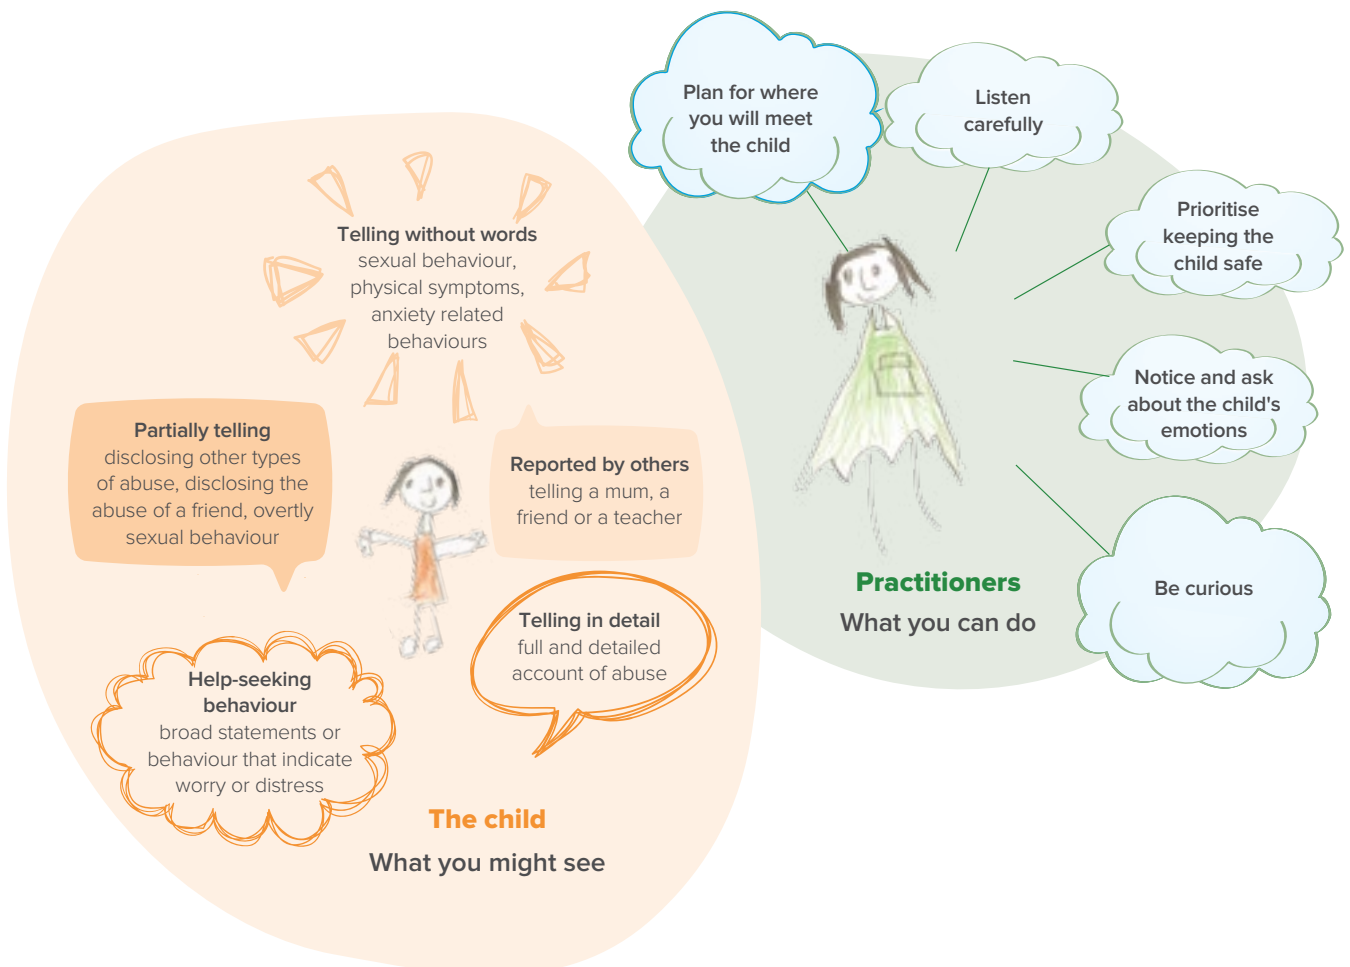 Plan for where
you will meet
the child
Listen
carefully
Prioritise
keeping the
child safe
Notice and ask
about the child's
emotions
Be curious
Practitioners
What you can do
Telling without words
sexual behaviour,
physical symptoms,
anxiety related
behaviours
Partially telling
disclosing other types
of abuse, disclosing the
abuse of a friend, overtly
sexual behaviour
Reported by others
telling a mum, a
friend or a teacher
Telling in detail
full and detailed
account of abuse
Help-seeking
behaviour
broad statements or
behaviour that indicate
worry or distress
The child
What you might see